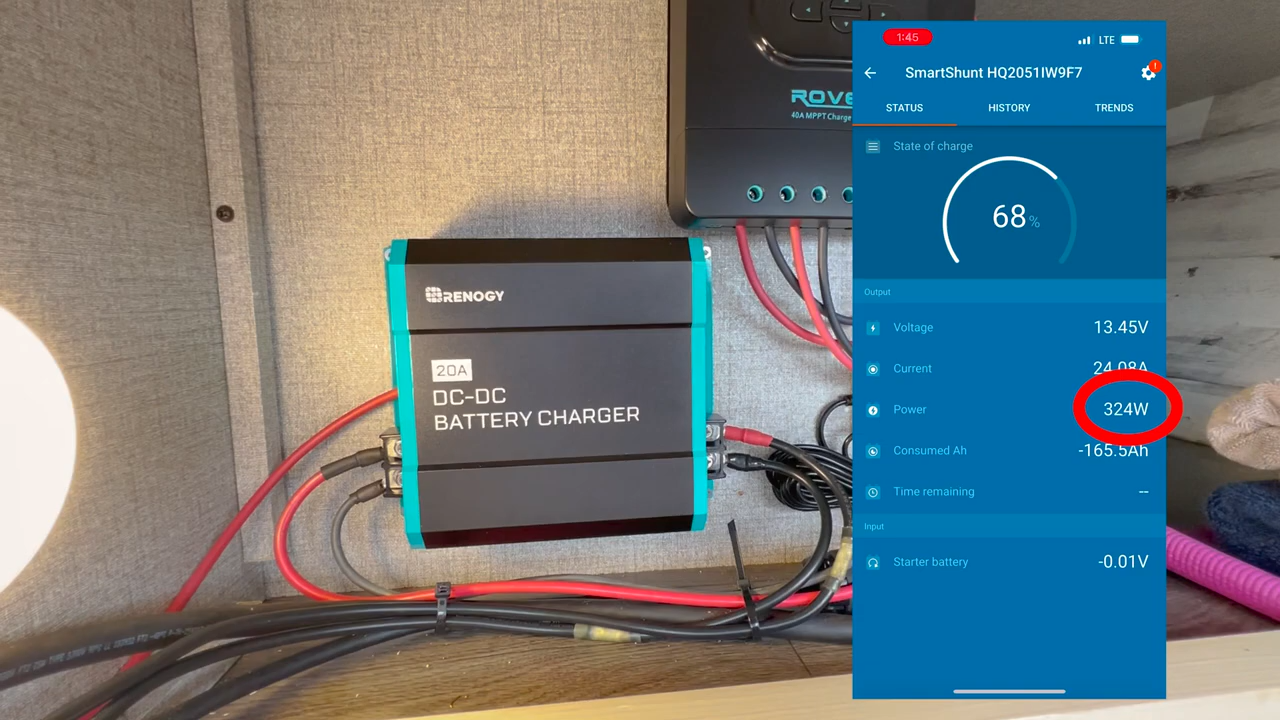 RENOGY
20A
DC-DC
BATTERY CHARGER
40A MPPT
1:45
LTE
SmartShunt HQ2051IW9F7
!
STATUS HISTORY TRENDS
State of charge
68%
Output
Voltage 13.45V
Current 24.08A
Power 324W
Consumed Ah -165.5Ah
Time remaining --
Input
Starter battery -0.01V